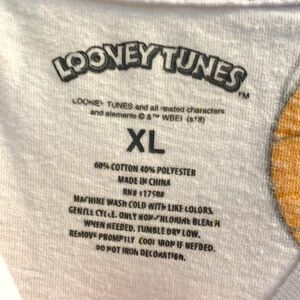 LOONEY TUNES
TM
LOONEY TUNES and all related characters
and elements © & ™ WBEI (s19)
XL
60% COTTON 40% POLYESTER
MADE IN CHINA
RN# 117508
MACHINE WASH COLD WITH LIKE COLORS.
GENTLE CYCLE. ONLY NON-CHLORINE BLEACH
WHEN NEEDED. TUMBLE DRY LOW.
REMOVE PROMPTLY COOL IRON IF NEEDED.
DO NOT IRON DECORATION.